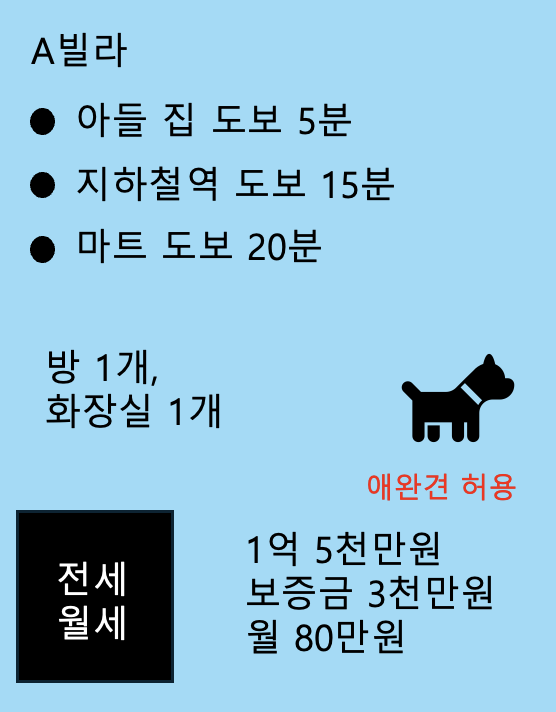 A빌라
● 아들 집 도보 5분
● 지하철역 도보 15분
● 마트 도보 20분
방 1개,
화장실 1개
애완견 허용
전세
월세
1억 5천만원
보증금 3천만원
월 80만원